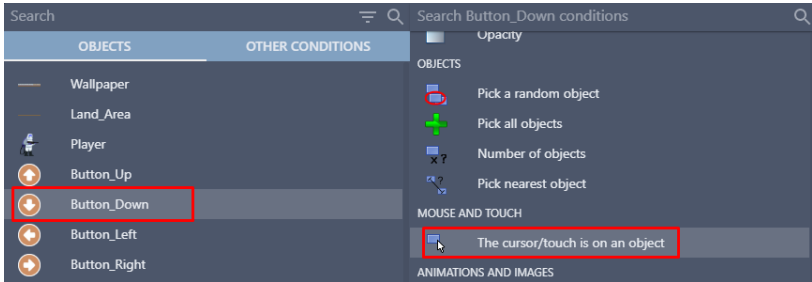 Search
OBJECTS
OTHER CONDITIONS
Wallpaper
Land_Area
Player
Button_Up
Button_Down
Button_Left
Button_Right
Search Button_Down conditions
Opacity
OBJECTS
Pick a random object
Pick all objects
x ?
Number of objects
?
Pick nearest object
MOUSE AND TOUCH
The cursor/touch is on an object
ANIMATIONS AND IMAGES